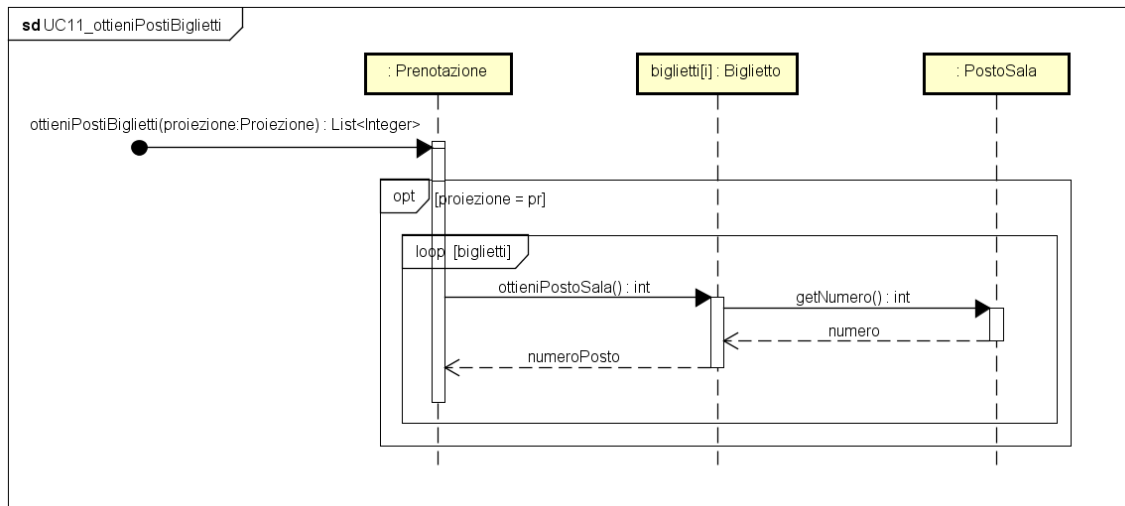 sd UC11_ottieniPostiBiglietti
: Prenotazione
biglietti[i] : Biglietto
: PostoSala
ottieniPostiBiglietti(proiezione:Proiezione) : List<Integer>
opt
[proiezione = pr]
loop [biglietti]
ottieniPostoSala() : int
getNumero() : int
numero
numeroPosto